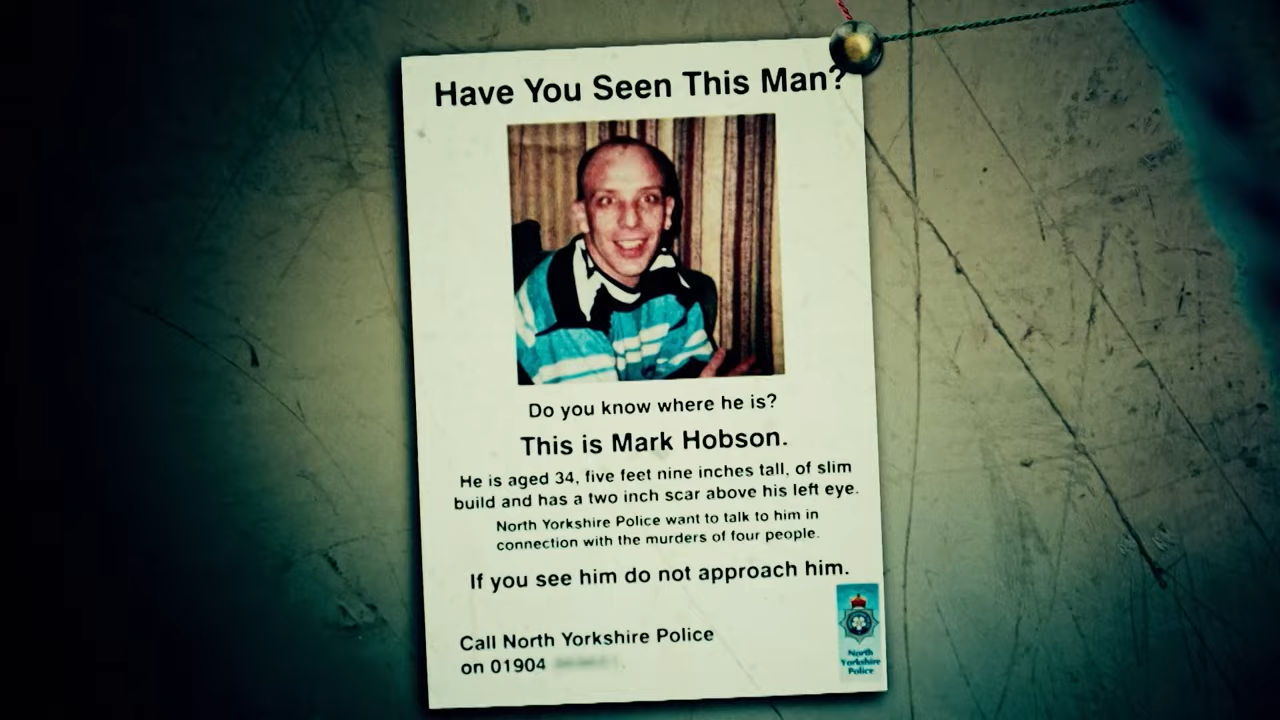 Have You Seen This Man?
Do you know where he is?
This is Mark Hobson.
He is aged 34, five feet nine inches tall, of slim
build and has a two inch scar above his left eye.
North Yorkshire Police want to talk to him in
connection with the murders of four people.
If you see him do not approach him.
Call North Yorkshire Police
on 01904
North
Yorkshire
Police